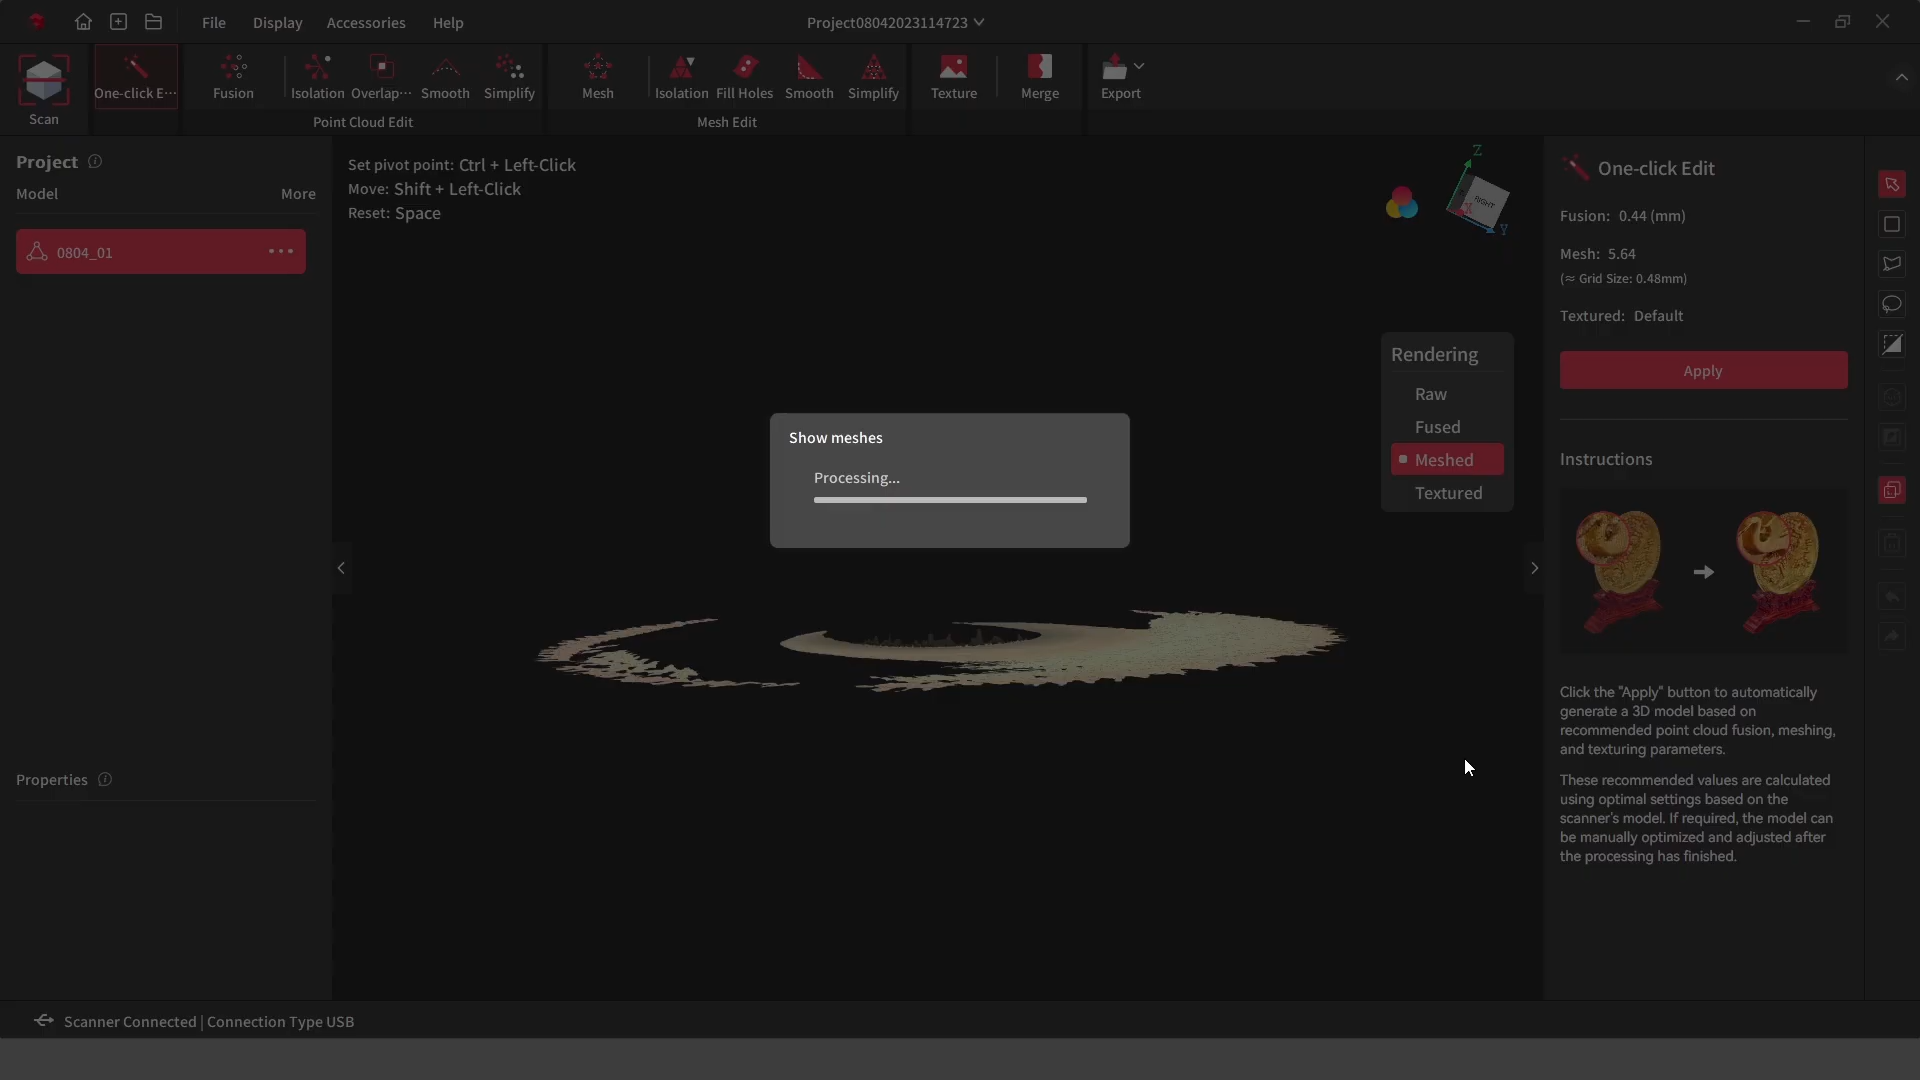 File Display Accessories Help Project08042023114723
Scan
One-click E···
Fusion
Isolation
Overlap···
Smooth
Simplify
Point Cloud Edit
Mesh
Isolation
Fill Holes
Smooth
Simplify
Mesh Edit
Texture
Merge
Export
Project
Model More
0804_01
Properties
Set pivot point: Ctrl + Left-Click
Move: Shift + Left-Click
Reset: Space
Z
RIGHT
X
Y
Rendering
Raw
Fused
Meshed
Textured
Show meshes
Processing...
One-click Edit
Fusion: 0.44 (mm)
Mesh: 5.64
(≈ Grid Size: 0.48mm)
Textured: Default
Apply
Instructions
Click the "Apply" button to automatically
generate a 3D model based on
recommended point cloud fusion, meshing,
and texturing parameters.
These recommended values are calculated
using optimal settings based on the
scanner's model. If required, the model can
be manually optimized and adjusted after
the processing has finished.
Scanner Connected | Connection Type USB